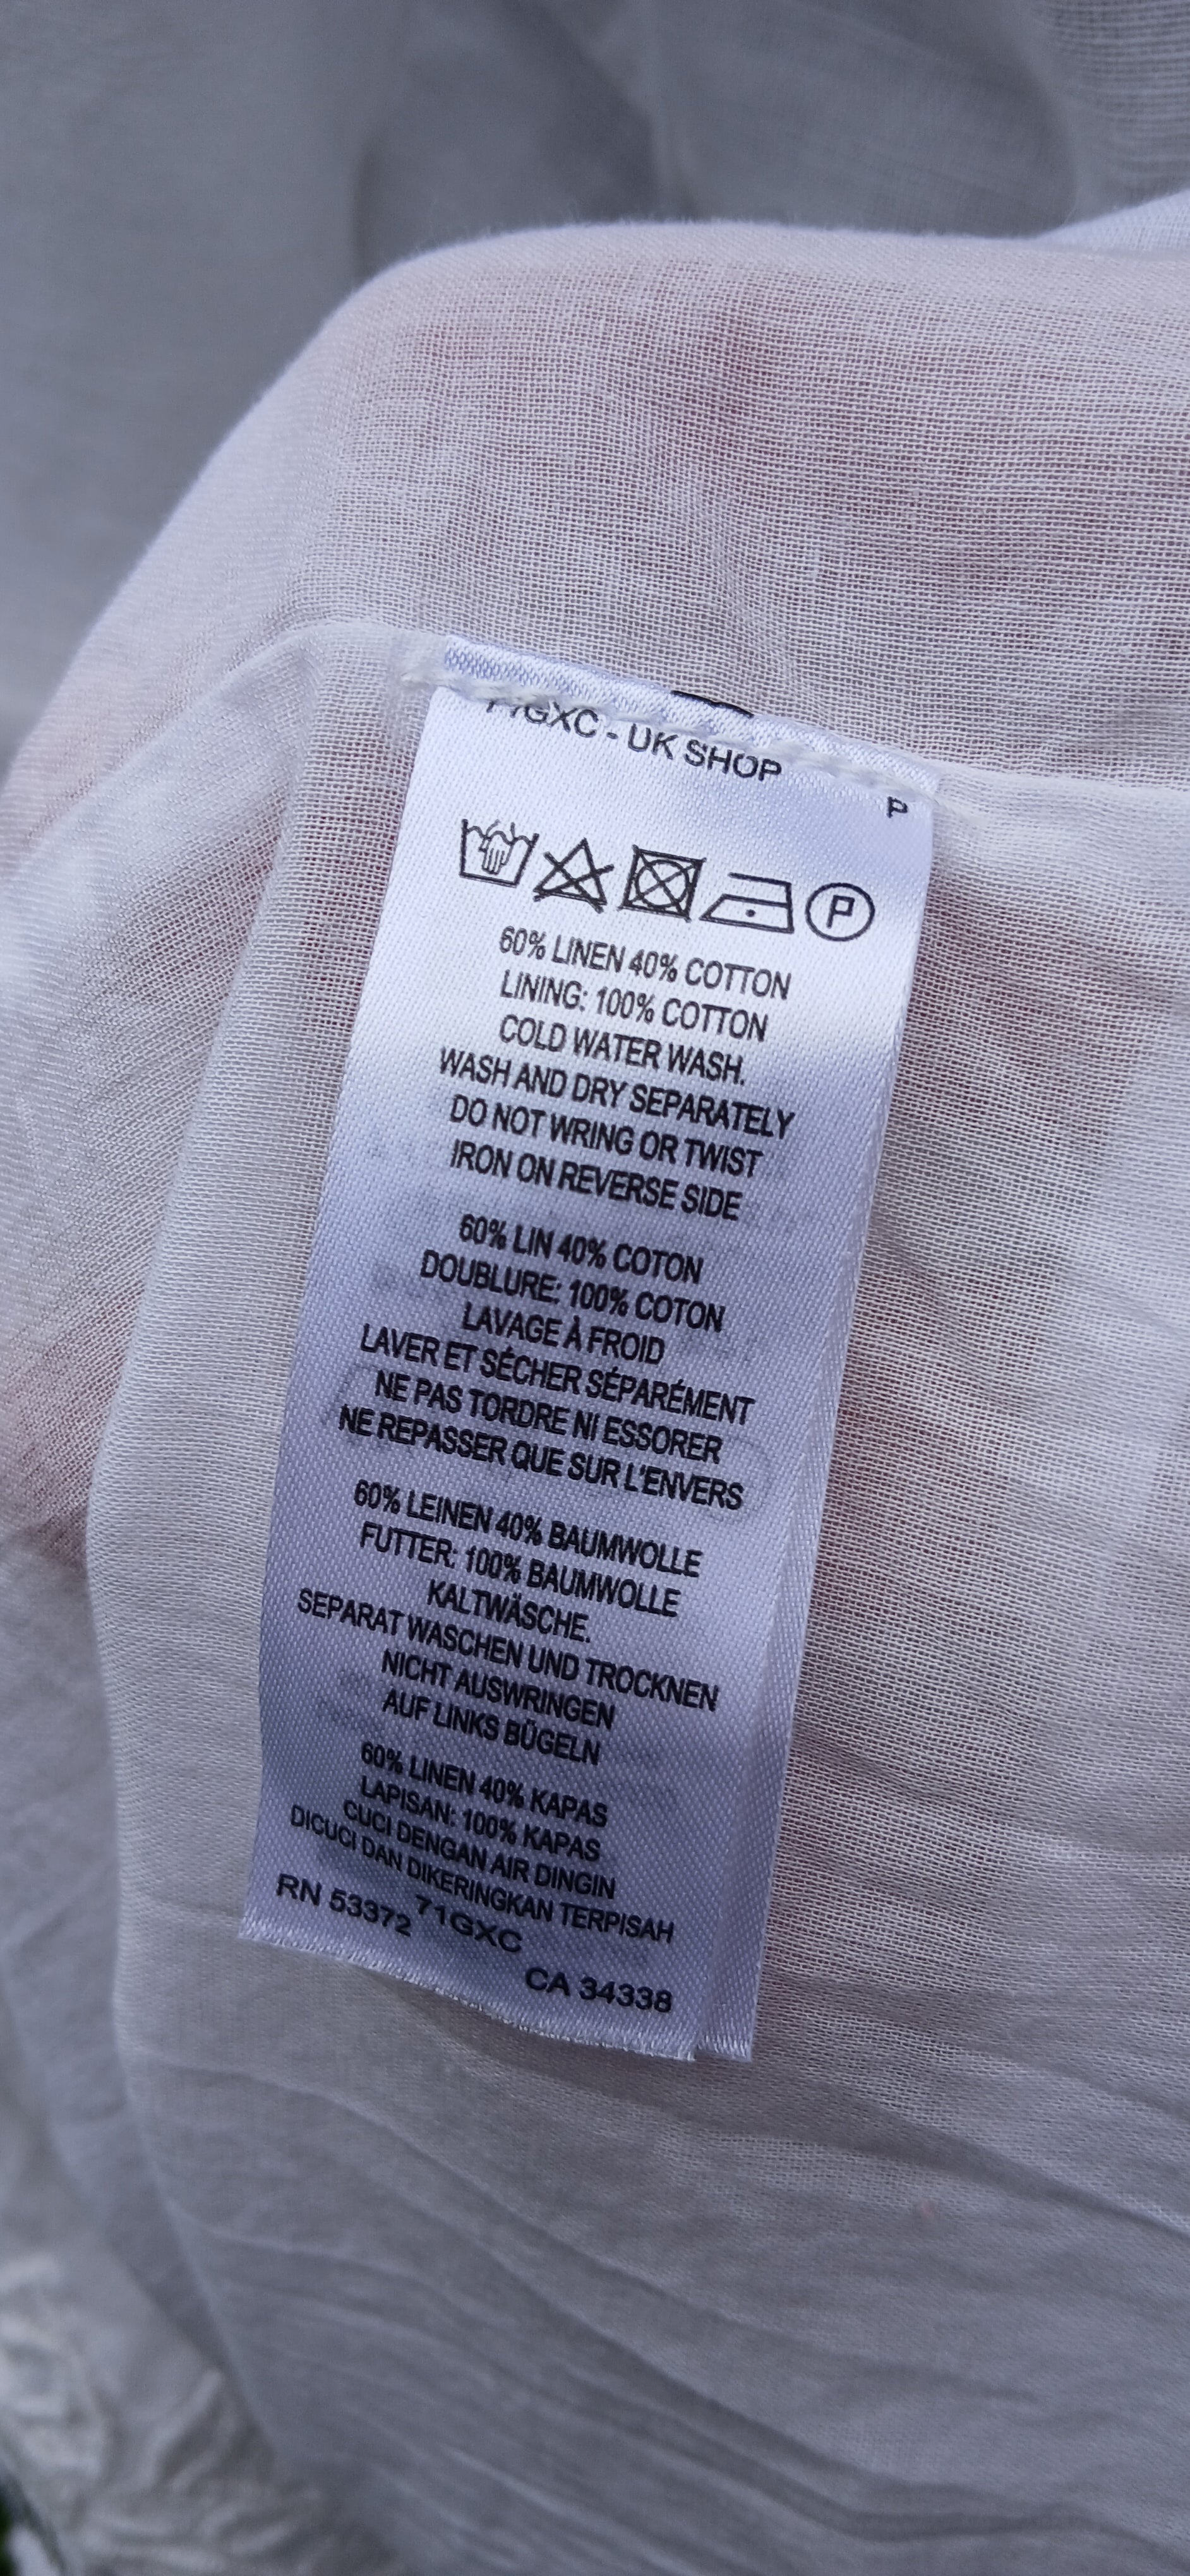 71GXC - UK SHOP
P
P
60% LINEN 40% COTTON
LINING: 100% COTTON
COLD WATER WASH.
WASH AND DRY SEPARATELY
DO NOT WRING OR TWIST
IRON ON REVERSE SIDE
60% LIN 40% COTON
DOUBLURE: 100% COTON
LAVAGE À FROID
LAVER ET SÉCHER SÉPARÉMENT
NE PAS TORDRE NI ESSORER
NE REPASSER QUE SUR L'ENVERS
60% LEINEN 40% BAUMWOLLE
FUTTER: 100% BAUMWOLLE
KALTWÄSCHE.
SEPARAT WASCHEN UND TROCKNEN
NICHT AUSWRINGEN
AUF LINKS BÜGELN
60% LINEN 40% KAPAS
LAPISAN: 100% KAPAS
CUCI DENGAN AIR DINGIN
DICUCI DAN DIKERINGKAN TERPISAH
RN 53372 71GXC CA 34338